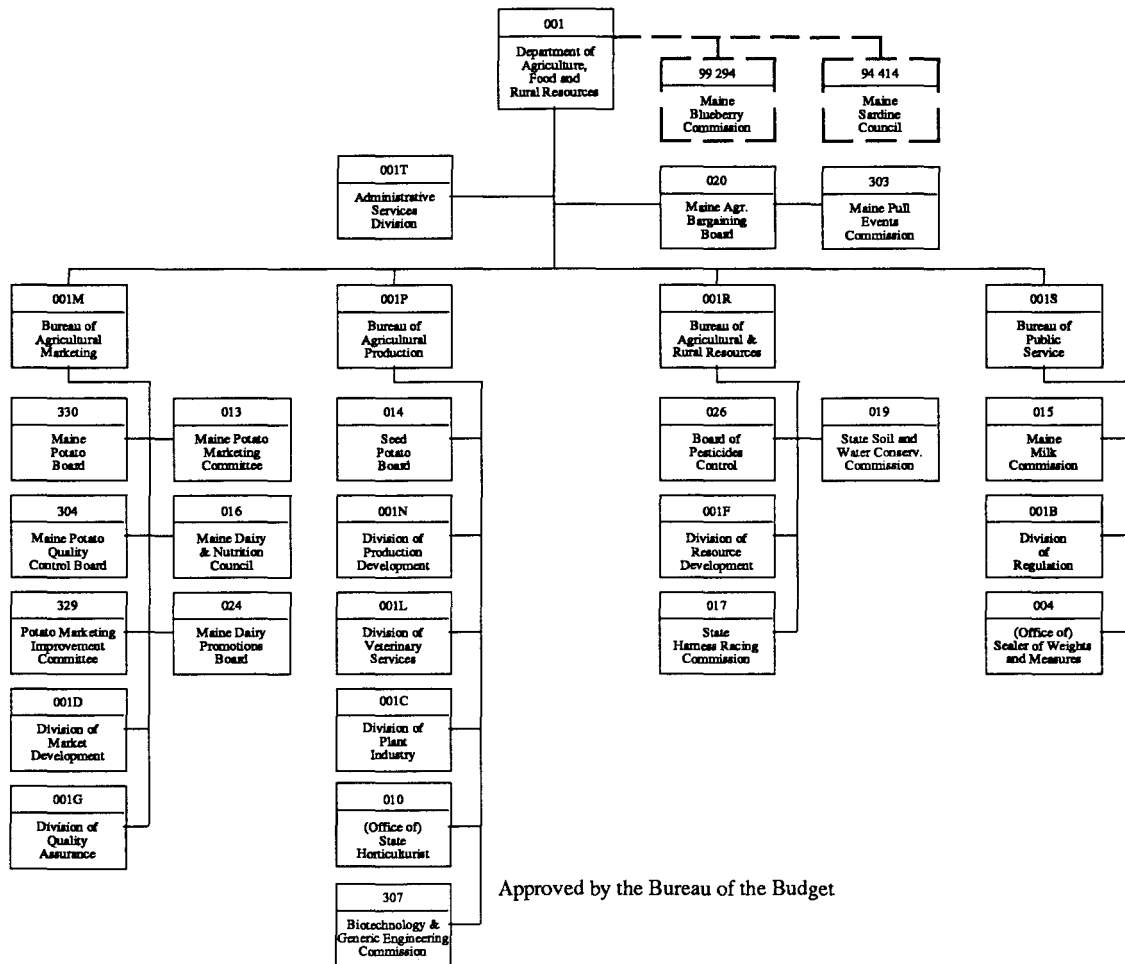 001
Department of
Agriculture,
Food and
Rural Resources
99 294
Maine
Blueberry
Commission
94 414
Maine
Sardine
Council
001T
Administrative
Services
Division
020
Maine Agr.
Bargaining
Board
303
Maine Pull
Events
Commission
001M
Bureau of
Agricultural
Marketing
001P
Bureau of
Agricultural
Production
001R
Bureau of
Agricultural &
Rural Resources
001S
Bureau of
Public
Service
330
Maine
Potato
Board
013
Maine Potato
Marketing
Committee
014
Seed
Potato
Board
026
Board of
Pesticides
Control
019
State Soil and
Water Conserv.
Commission
015
Maine
Milk
Commission
304
Maine Potato
Quality
Control Board
016
Maine Dairy
& Nutrition
Council
001N
Division of
Production
Development
001F
Division of
Resource
Development
001B
Division
of
Regulation
329
Potato Marketing
Improvement
Committee
024
Maine Dairy
Promotions
Board
001L
Division of
Veterinary
Services
017
State
Harness Racing
Commission
004
(Office of)
Sealer of Weights
and Measures
001D
Division of
Market
Development
001C
Division of
Plant
Industry
001G
Division of
Quality
Assurance
010
(Office of)
State
Horticulturist
307
Biotechnology &
Generic Engineering
Commission
Approved by the Bureau of the Budget